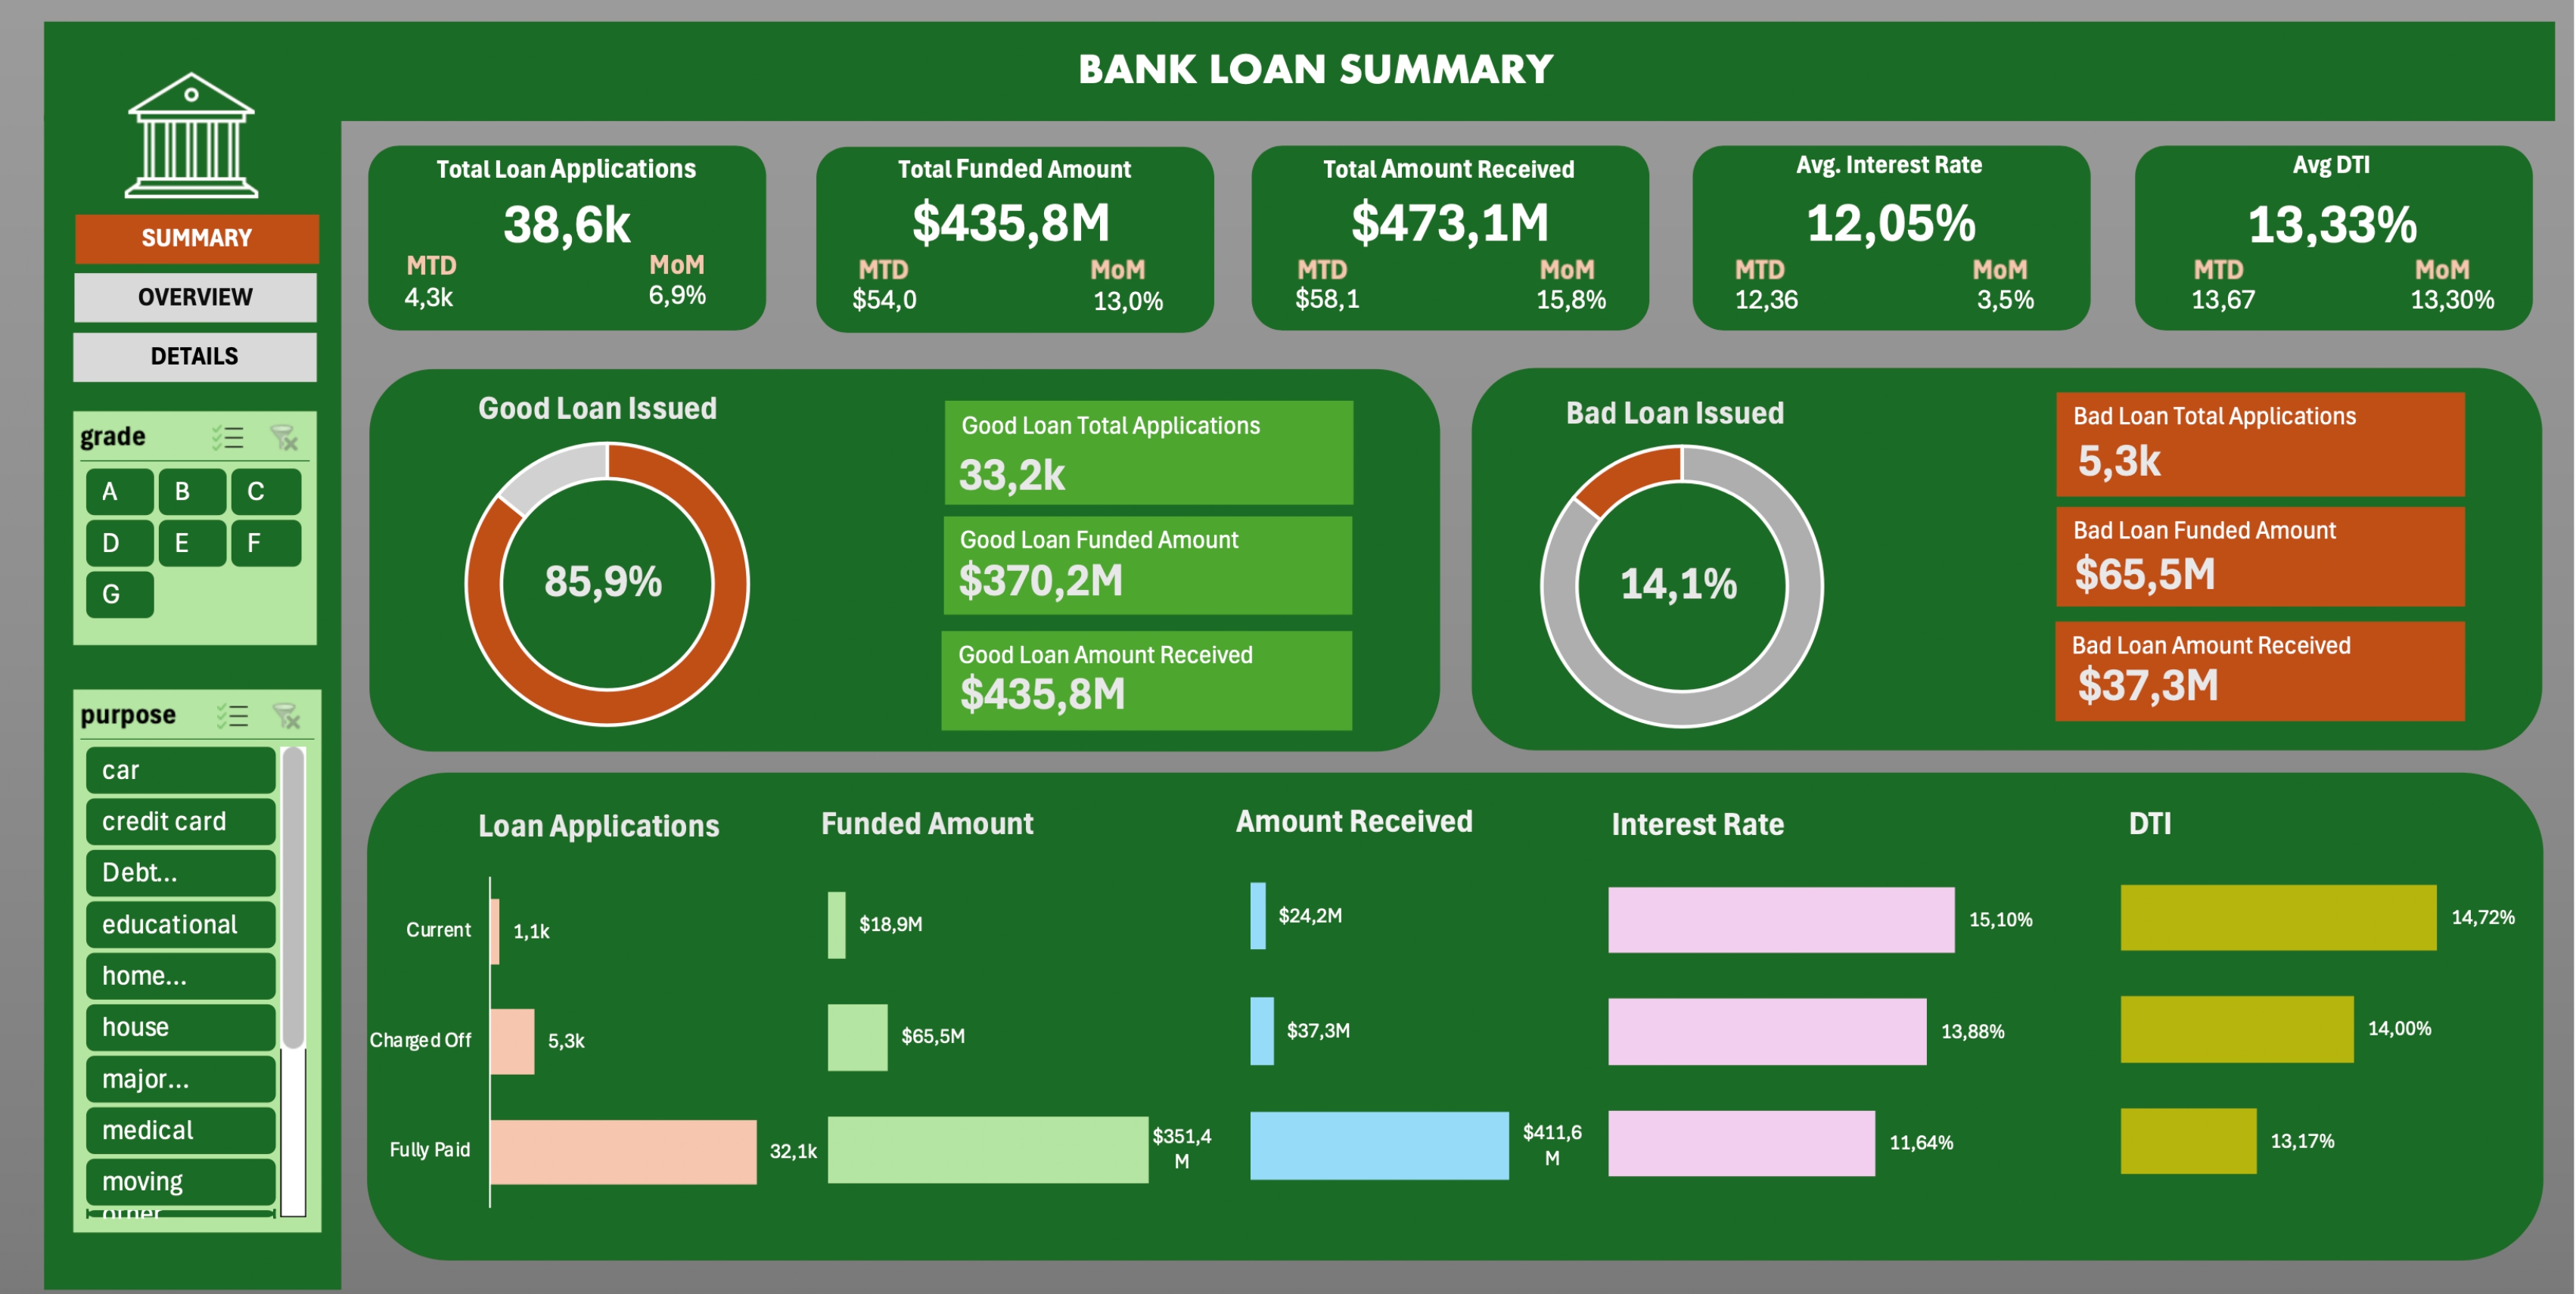 BANK LOAN SUMMARY
SUMMARY
OVERVIEW
DETAILS
grade
A B C
D E F
G
purpose
car
credit card
Debt...
educational
home...
house
major...
medical
moving
other
Total Loan Applications
38,6k
MTD MoM
4,3k 6,9%
Total Funded Amount
$435,8M
MTD MoM
$54,0 13,0%
Total Amount Received
$473,1M
MTD MoM
$58,1 15,8%
Avg. Interest Rate
12,05%
MTD MoM
12,36 3,5%
Avg DTI
13,33%
MTD MoM
13,67 13,30%
Good Loan Issued
85,9%
Good Loan Total Applications
33,2k
Good Loan Funded Amount
$370,2M
Good Loan Amount Received
$435,8M
Bad Loan Issued
14,1%
Bad Loan Total Applications
5,3k
Bad Loan Funded Amount
$65,5M
Bad Loan Amount Received
$37,3M
Loan Applications
Current 1,1k
Charged Off 5,3k
Fully Paid 32,1k
Funded Amount
$18,9M
$65,5M
$351,4
M
Amount Received
$24,2M
$37,3M
$411,6
M
Interest Rate
15,10%
13,88%
11,64%
DTI
14,72%
14,00%
13,17%